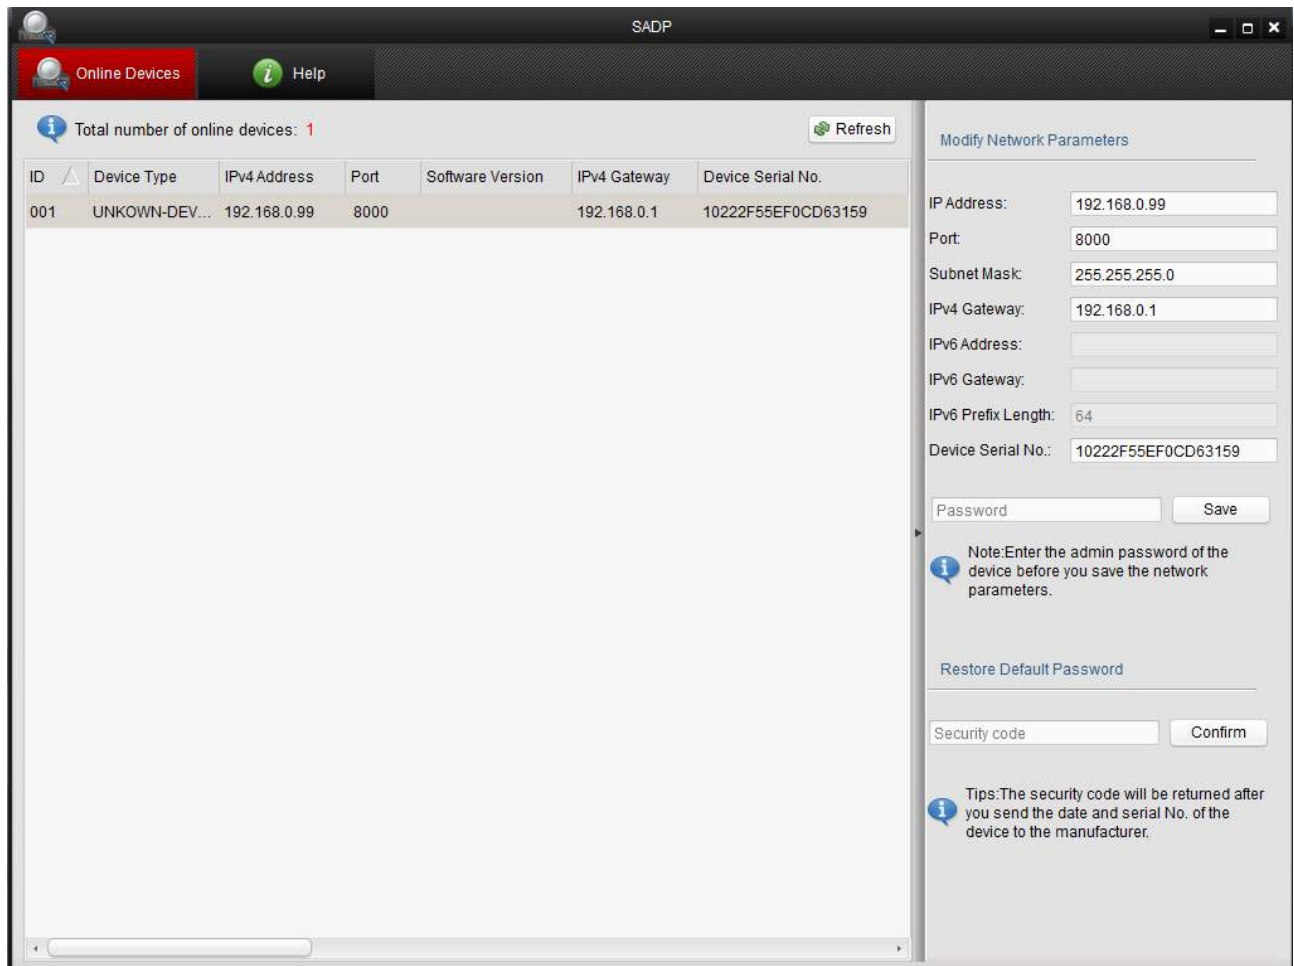 SADP
Online Devices
Help
Total number of online devices: 1
Refresh
ID Device Type IPv4 Address Port Software Version IPv4 Gateway Device Serial No.
001 UNKOWN-DEV... 192.168.0.99 8000 192.168.0.1 10222F55EF0CD63159
Modify Network Parameters
IP Address: 192.168.0.99
Port: 8000
Subnet Mask: 255.255.255.0
IPv4 Gateway: 192.168.0.1
IPv6 Address:
IPv6 Gateway:
IPv6 Prefix Length: 64
Device Serial No.: 10222F55EF0CD63159
Password Save
Note:Enter the admin password of the
device before you save the network
parameters.
Restore Default Password
Security code Confirm
Tips:The security code will be returned after
you send the date and serial No. of the
device to the manufacturer.